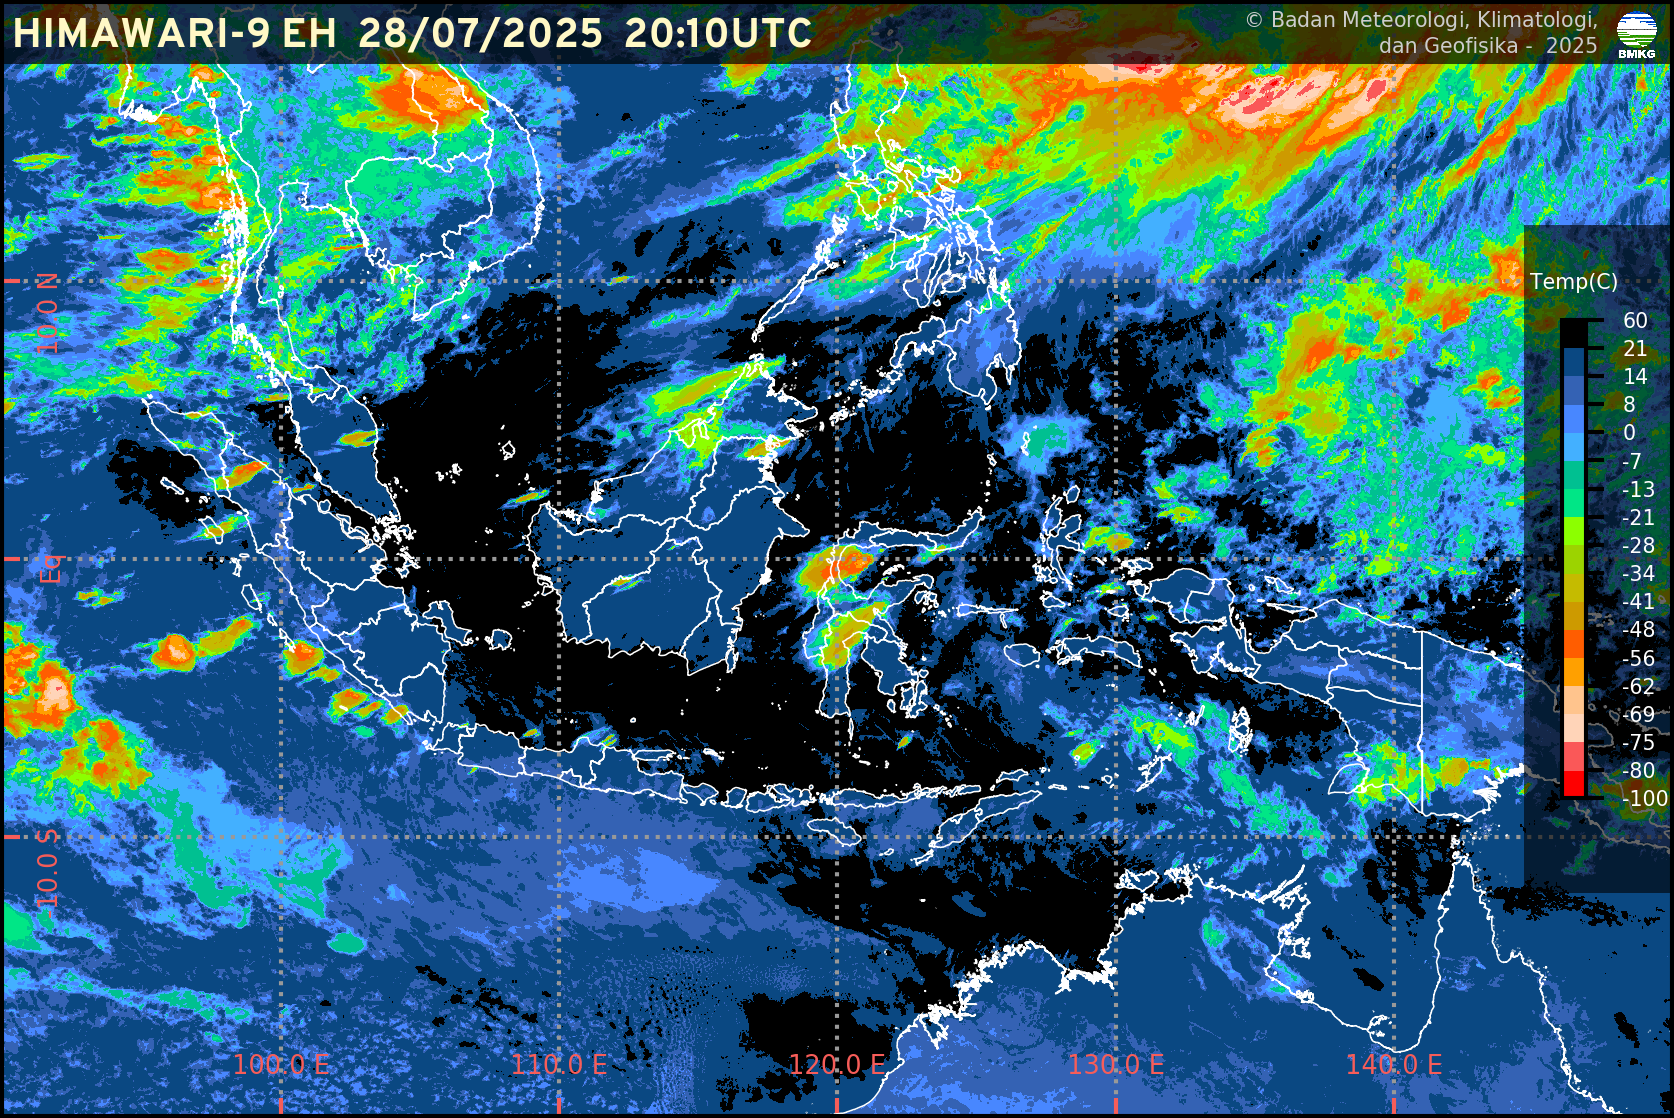 HIMAWARI-9 EH 28/07/2025 20:10UTC
© Badan Meteorologi, Klimatologi,
dan Geofisika - 2025
BMKG
Temp(C)
60
21
14
8
0
-7
-13
-21
-28
-34
-41
-48
-56
-62
-69
-75
-80
-100
10.0 N
Eq
-10.0 S
100.0 E
110.0 E
120.0 E
130.0 E
140.0 E